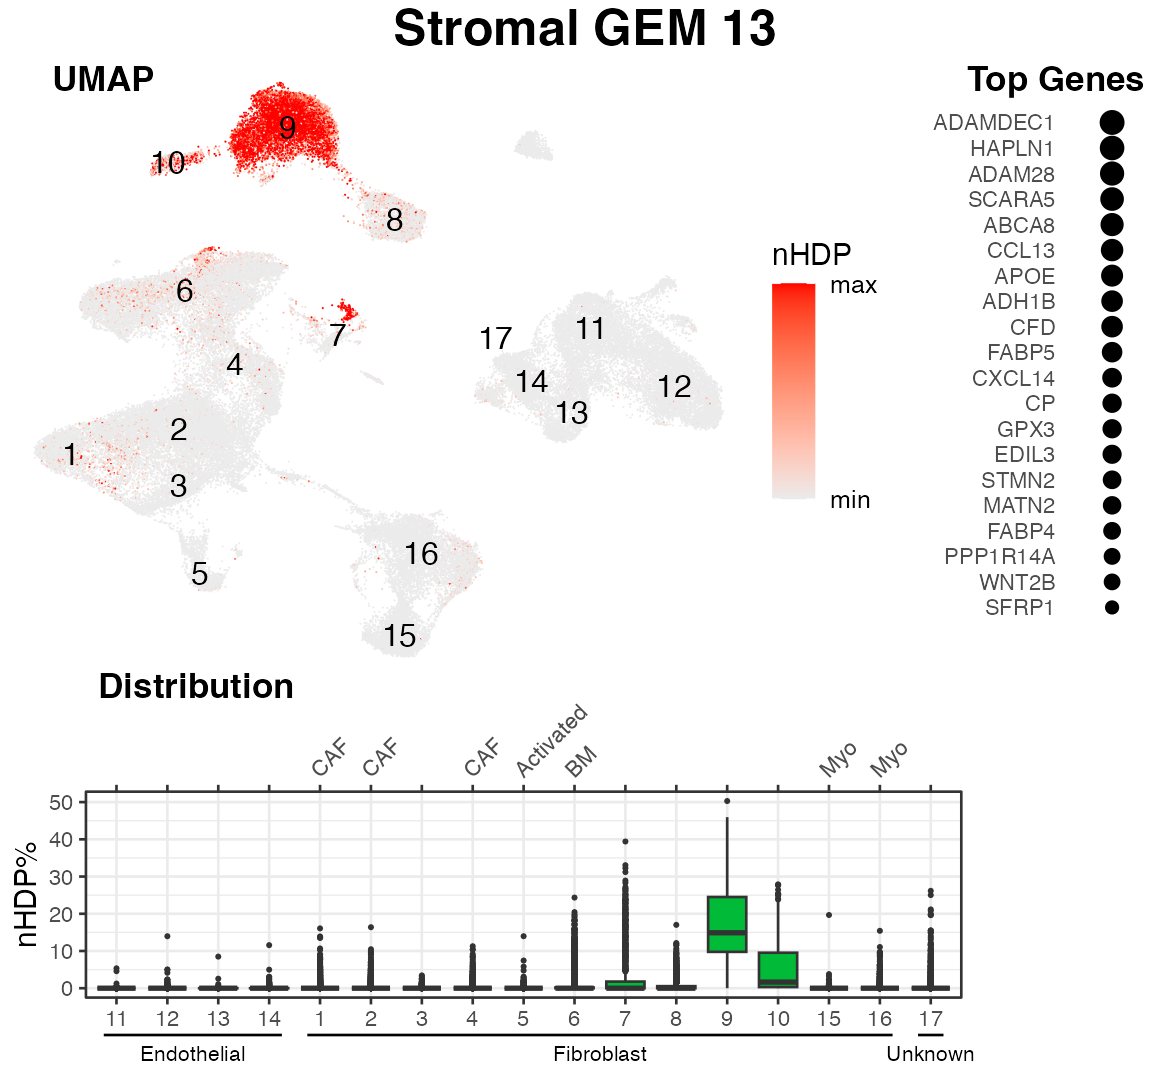 Stromal GEM 13
UMAP
Top Genes
9
10
8
6
7
4
2
1
3
5
16
15
17
11
14
12
13
nHDP
max
min
ADAMDEC1
HAPLN1
ADAM28
SCARA5
ABCA8
CCL13
APOE
ADH1B
CFD
FABP5
CXCL14
CP
GPX3
EDIL3
STMN2
MATN2
FABP4
PPP1R14A
WNT2B
SFRP1
Distribution
CAF
CAF
CAF
Activated
BM
Myo
Myo
nHDP%
50
40
30
20
10
0
11 12 13 14 1 2 3 4 5 6 7 8 9 10 15 16 17
Endothelial Fibroblast Unknown